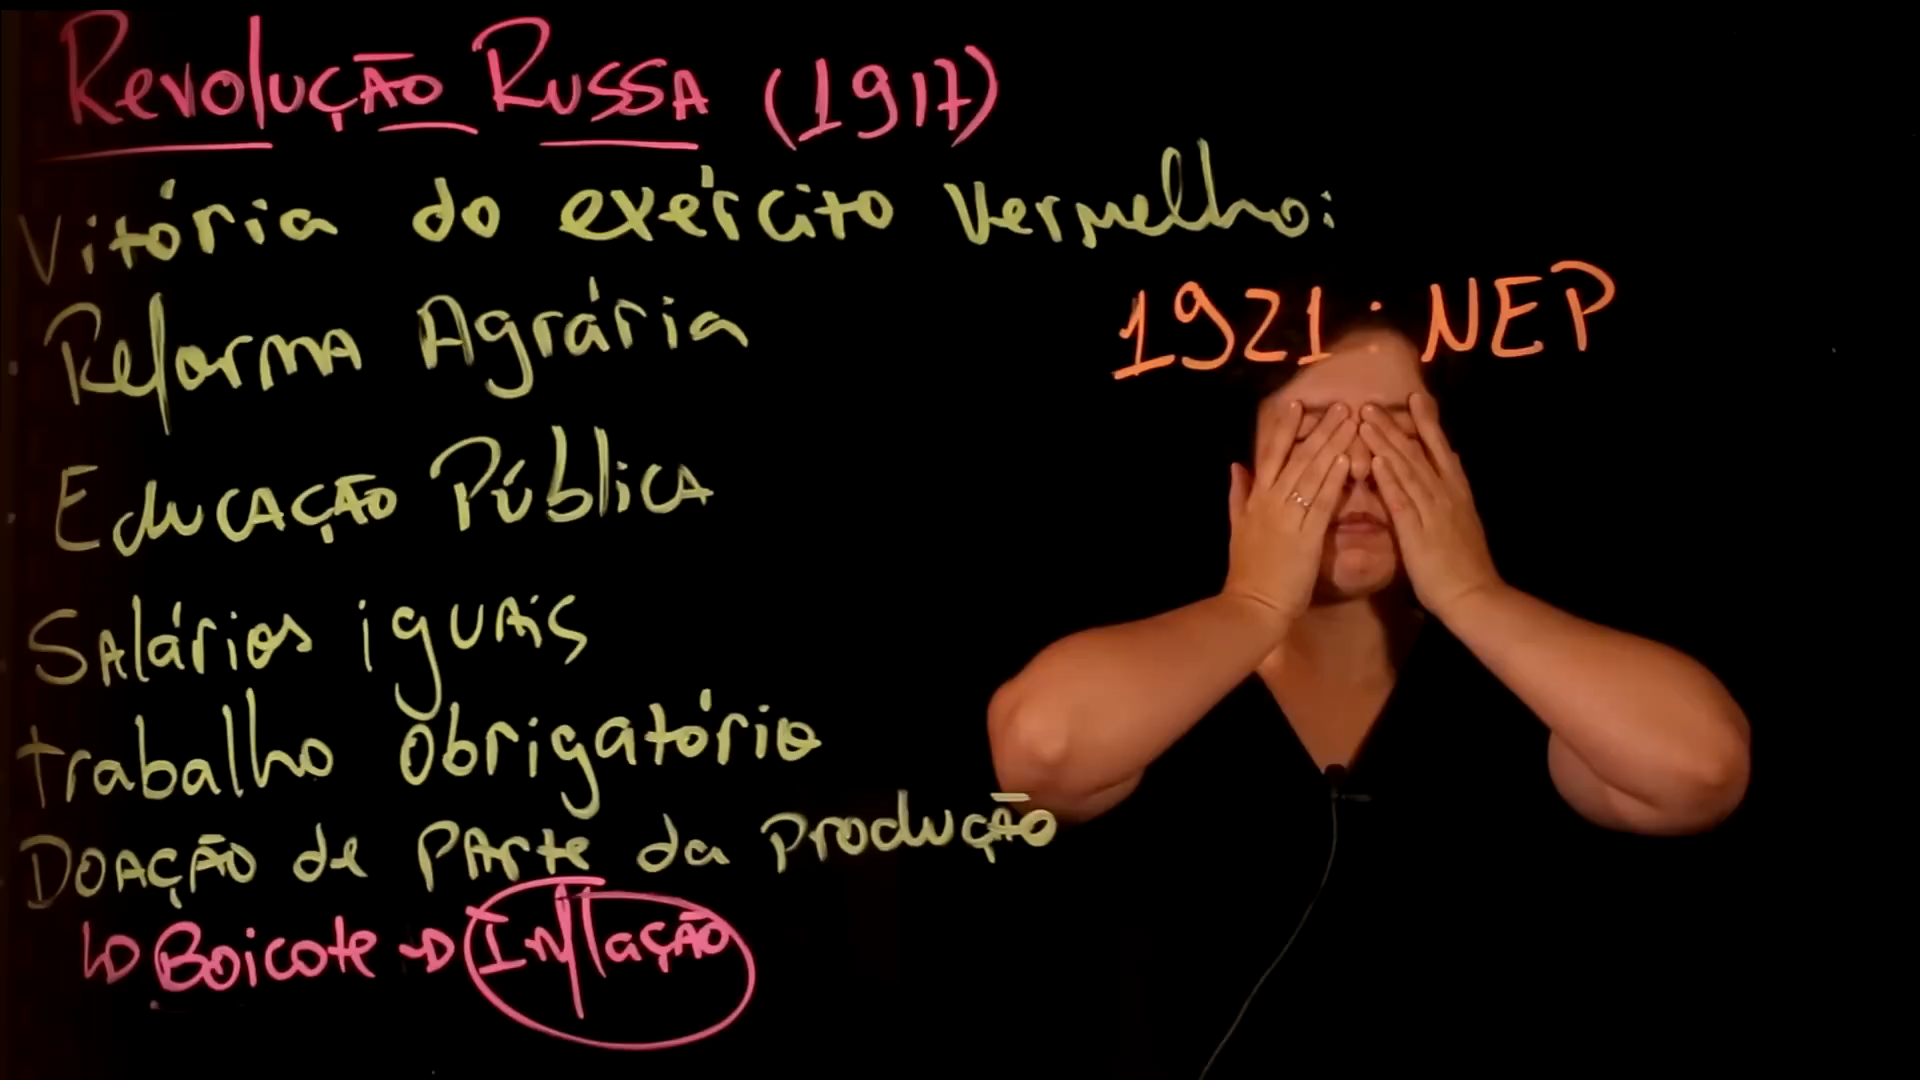 Revolução Russa (1917)
Vitória do exército Vermelho:
Reforma Agrária
1921: NEP
Educação Pública
Salários iguais
Trabalho Obrigatório
Doação de Parte da Produção
↳ Boicote → Inflação